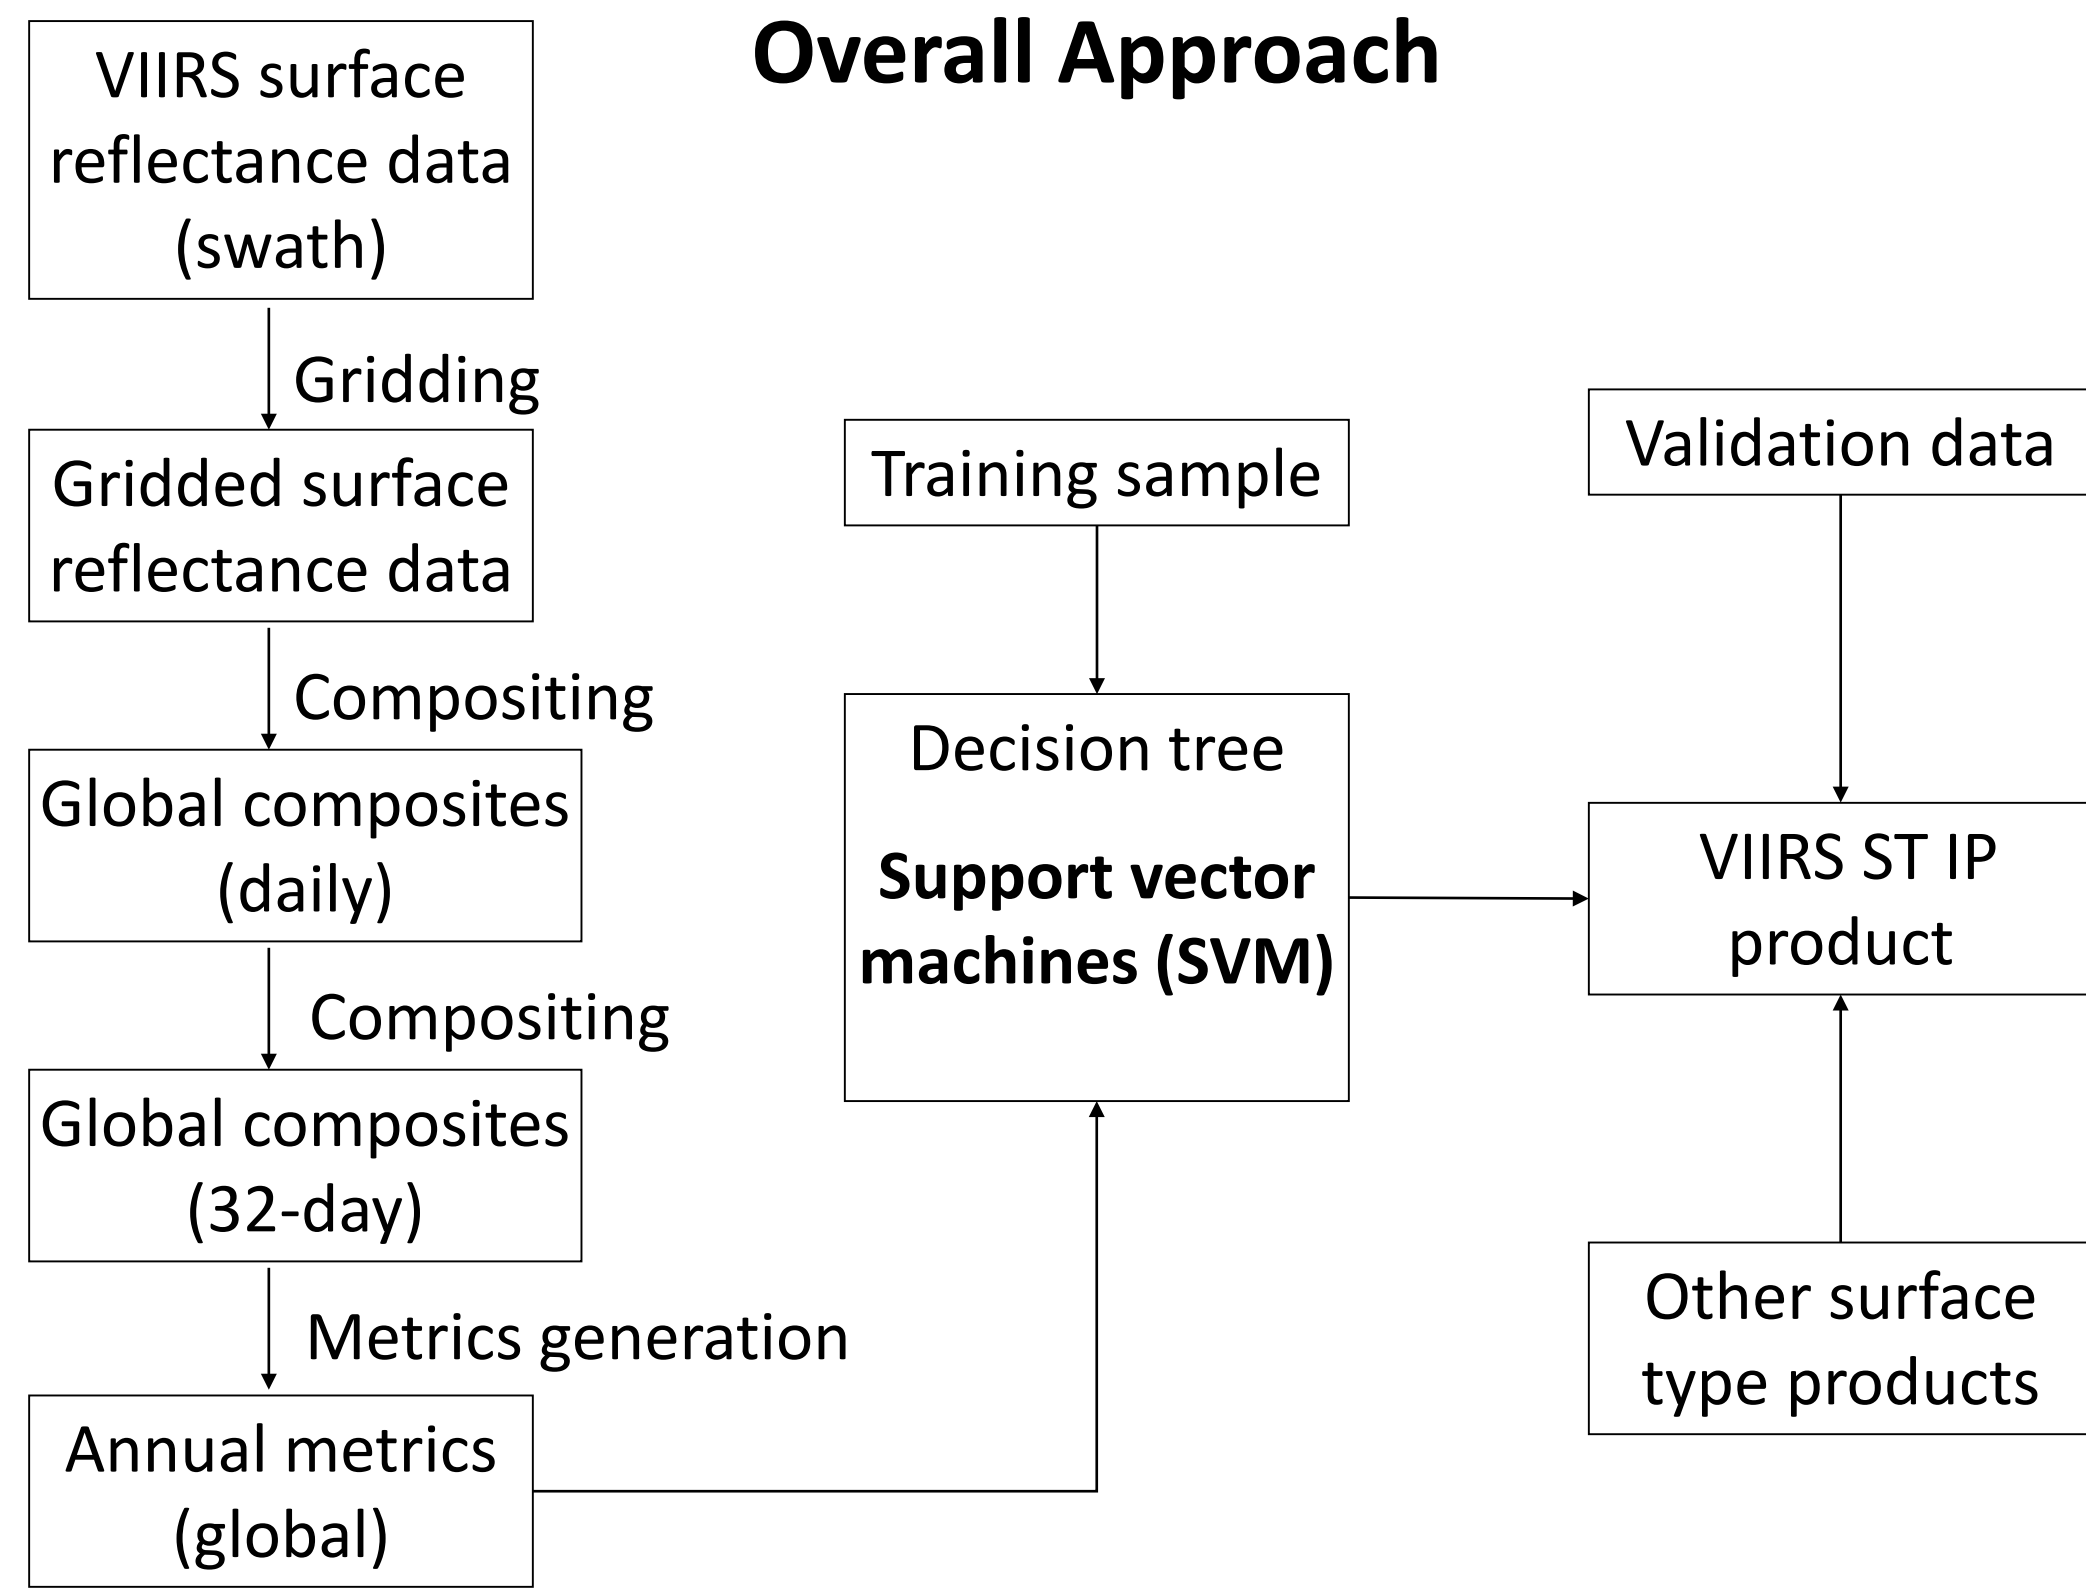 Overall Approach
VIIRS surface
reflectance data
(swath)
Gridding
Gridded surface
reflectance data
Compositing
Global composites
(daily)
Compositing
Global composites
(32-day)
Metrics generation
Annual metrics
(global)
Training sample
Decision tree
Support vector
machines (SVM)
Validation data
VIIRS ST IP
product
Other surface
type products